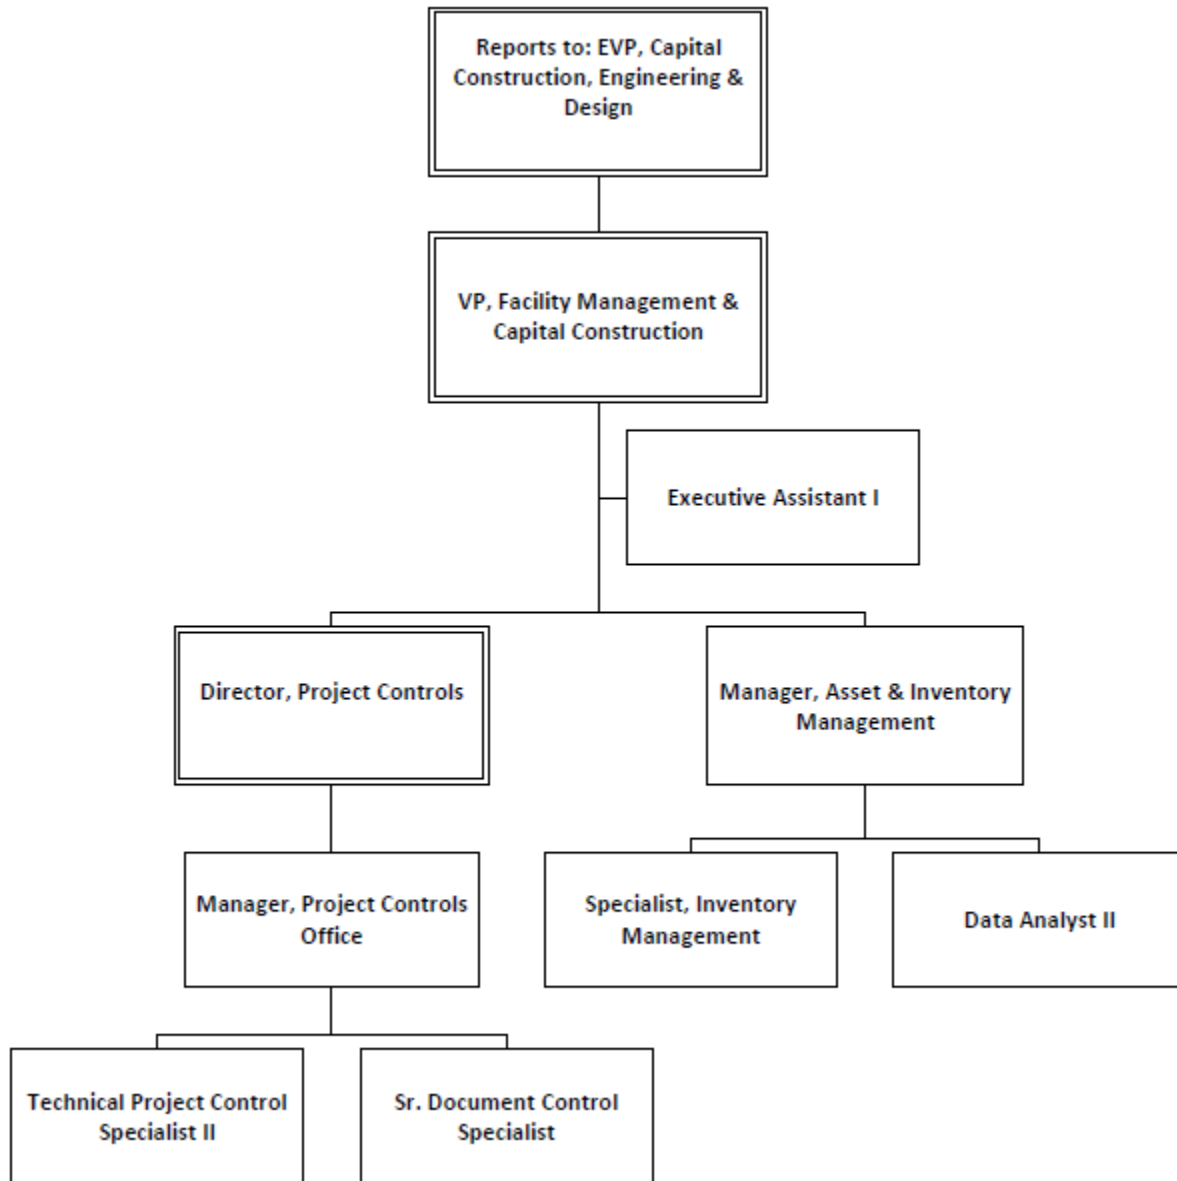 Reports to: EVP, Capital
Construction, Engineering &
Design
VP, Facility Management &
Capital Construction
Executive Assistant I
Director, Project Controls
Manager, Asset & Inventory
Management
Manager, Project Controls
Office
Specialist, Inventory
Management
Data Analyst II
Technical Project Control
Specialist II
Sr. Document Control
Specialist